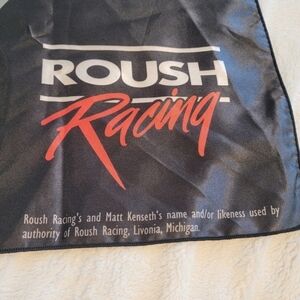 ROUSH
Racing
Roush Racing's and Matt Kenseth's name and/or likeness used by
authority of Roush Racing, Livonia, Michigan.